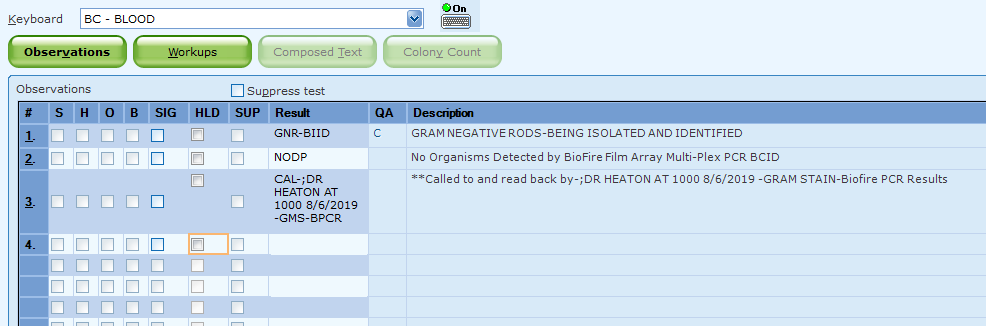 Keyboard BC - BLOOD On
Observations Workups Composed Text Colony Count
Observations Suppress test
# S H O B SIG HLD SUP Result QA Description
1. GNR-BIID C GRAM NEGATIVE RODS-BEING ISOLATED AND IDENTIFIED
2. NODP No Organisms Detected by BioFire Film Array Multi-Plex PCR BCID
3. CAL-;DR HEATON AT 1000 8/6/2019 -GMS-BPCR **Called to and read back by-;DR HEATON AT 1000 8/6/2019 -GRAM STAIN-Biofire PCR Results
4.